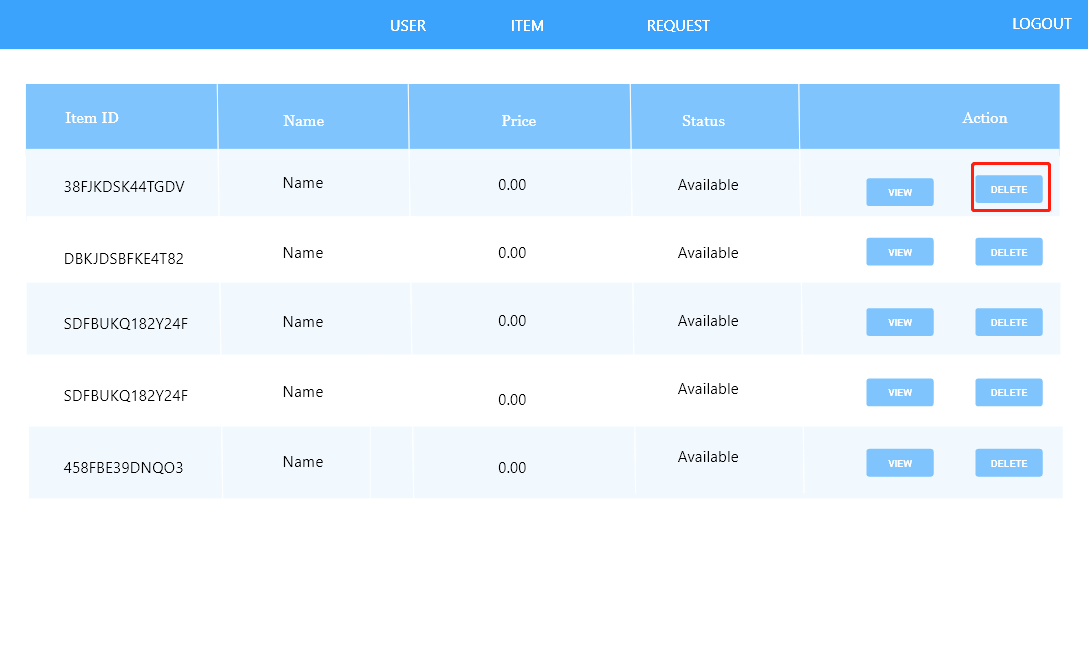 USER ITEM REQUEST LOGOUT
Item ID Name Price Status Action
38FJKDSK44TGDV Name 0.00 Available VIEW DELETE
DBKJDSBFKE4T82 Name 0.00 Available VIEW DELETE
SDFBUKQ182Y24F Name 0.00 Available VIEW DELETE
SDFBUKQ182Y24F Name 0.00 Available VIEW DELETE
458FBE39DNQO3 Name 0.00 Available VIEW DELETE